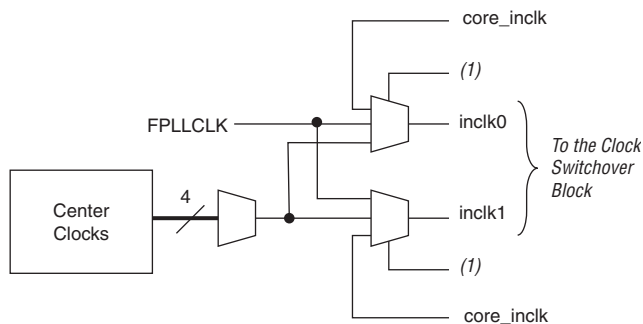 core_inclk
(1)
FPLLCLK
inclk0
To the Clock
Switchover
Block
4
Center
Clocks
inclk1
(1)
core_inclk